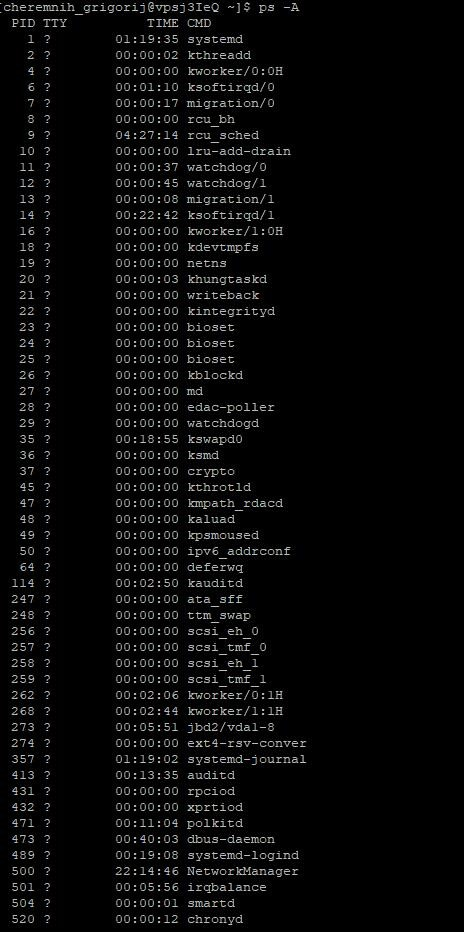 [cheremnih_grigorij@vpsj3IeQ ~]$ ps -A
PID TTY TIME CMD
1 ? 01:19:35 systemd
2 ? 00:00:02 kthreadd
4 ? 00:00:00 kworker/0:0H
6 ? 00:01:10 ksoftirqd/0
7 ? 00:00:17 migration/0
8 ? 00:00:00 rcu_bh
9 ? 04:27:14 rcu_sched
10 ? 00:00:00 lru-add-drain
11 ? 00:00:37 watchdog/0
12 ? 00:00:45 watchdog/1
13 ? 00:00:08 migration/1
14 ? 00:22:42 ksoftirqd/1
16 ? 00:00:00 kworker/1:0H
18 ? 00:00:00 kdevtmpfs
19 ? 00:00:00 netns
20 ? 00:00:03 khungtaskd
21 ? 00:00:00 writeback
22 ? 00:00:00 kintegrityd
23 ? 00:00:00 bioset
24 ? 00:00:00 bioset
25 ? 00:00:00 bioset
26 ? 00:00:00 kblockd
27 ? 00:00:00 md
28 ? 00:00:00 edac-poller
29 ? 00:00:00 watchdogd
35 ? 00:18:55 kswapd0
36 ? 00:00:00 ksmd
37 ? 00:00:00 crypto
45 ? 00:00:00 kthrotld
47 ? 00:00:00 kmpath_rdacd
48 ? 00:00:00 kaluad
49 ? 00:00:00 kpsmoused
50 ? 00:00:00 ipv6_addrconf
64 ? 00:00:00 deferwq
114 ? 00:02:50 kauditd
247 ? 00:00:00 ata_sff
248 ? 00:00:00 ttm_swap
256 ? 00:00:00 scsi_eh_0
257 ? 00:00:00 scsi_tmf_0
258 ? 00:00:00 scsi_eh_1
259 ? 00:00:00 scsi_tmf_1
262 ? 00:02:06 kworker/0:1H
268 ? 00:02:44 kworker/1:1H
273 ? 00:05:51 jbd2/vda1-8
274 ? 00:00:00 ext4-rsv-conver
357 ? 01:19:02 systemd-journal
413 ? 00:13:35 auditd
431 ? 00:00:00 rpciod
432 ? 00:00:00 xprtiod
471 ? 00:11:04 polkitd
473 ? 00:40:03 dbus-daemon
489 ? 00:19:08 systemd-logind
500 ? 22:14:46 NetworkManager
501 ? 00:05:56 irqbalance
504 ? 00:00:01 smartd
520 ? 00:00:12 chronyd